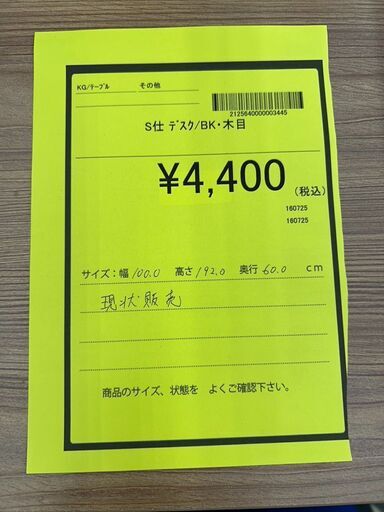 KG/ﾃｰﾌﾞﾙ その他
2125640000003445
S仕 ﾃﾞｽｸ/BK・木目
¥4,400 (税込)
160725
160725
サイズ:幅 100.0 高さ 192.0 奥行 60.0 cm
現状販売
商品のサイズ、状態を よくご確認下さい。